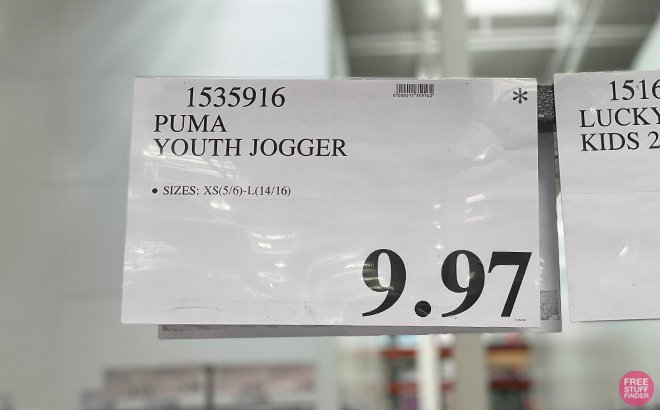 1535916
PUMA
YOUTH JOGGER
• SIZES: XS(5/6)-L(14/16)
*
9.97
1516
LUCKY
KIDS 2
FREE
STUFF
FINDER